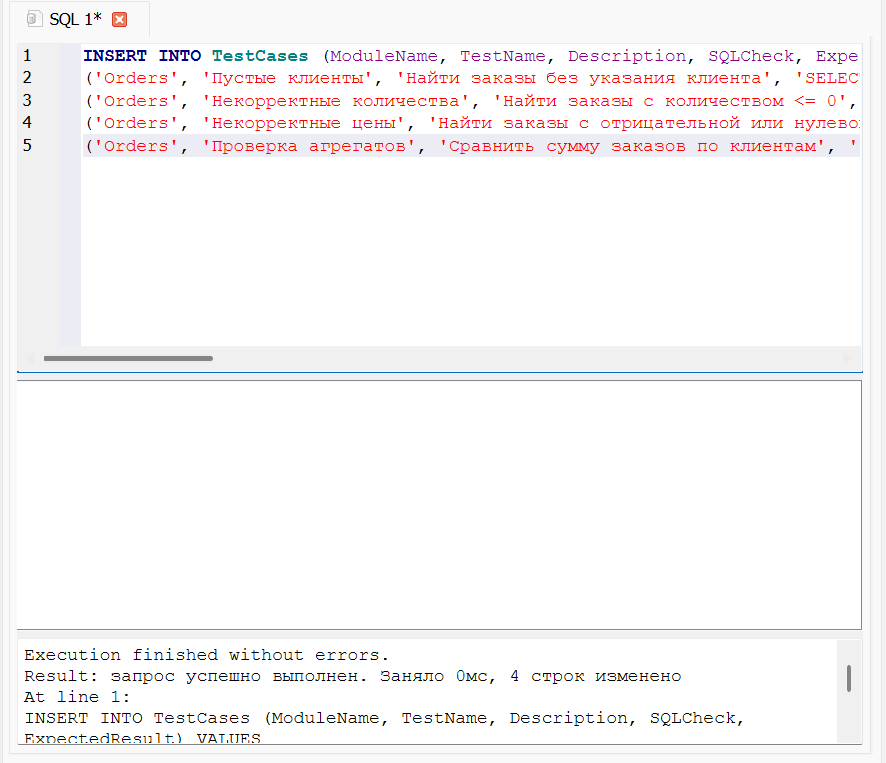 SQL 1*
1 INSERT INTO TestCases (ModuleName, TestName, Description, SQLCheck, Expe
2 ('Orders', 'Пустые клиенты', 'Найти заказы без указания клиента', 'SELEC
3 ('Orders', 'Некорректные количества', 'Найти заказы с количеством <= 0',
4 ('Orders', 'Некорректные цены', 'Найти заказы с отрицательной или нулево
5 ('Orders', 'Проверка агрегатов', 'Сравнить сумму заказов по клиентам', '
Execution finished without errors.
Result: запрос успешно выполнен. Заняло 0мс, 4 строк изменено
At line 1:
INSERT INTO TestCases (ModuleName, TestName, Description, SQLCheck,
ExpectedResult) VALUES